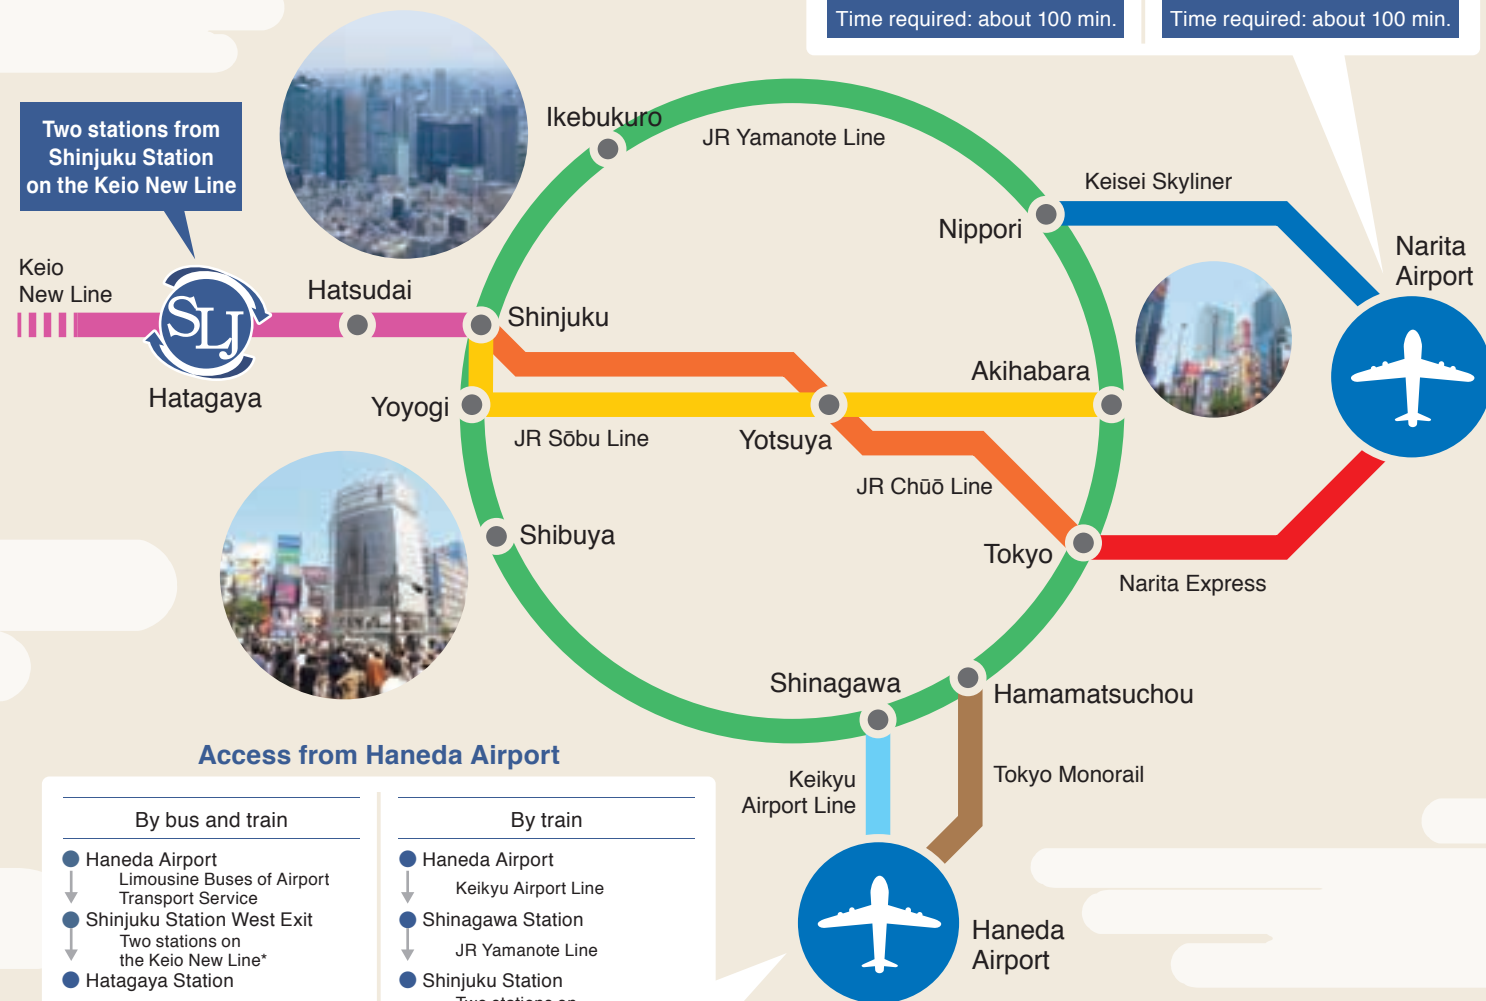 Time required: about 100 min.
Time required: about 100 min.
Two stations from
Shinjuku Station
on the Keio New Line
Ikebukuro
JR Yamanote Line
Keisei Skyliner
Nippori
Narita
Airport
Keio
New Line
SLJ
Hatsudai
Shinjuku
Hatagaya
Yoyogi
Akihabara
JR Sōbu Line
Yotsuya
JR Chūō Line
Shibuya
Tokyo
Narita Express
Shinagawa
Hamamatsuchou
Keikyu
Airport Line
Tokyo Monorail
Haneda
Airport
Access from Haneda Airport
By bus and train
Haneda Airport
Limousine Buses of Airport
Transport Service
Shinjuku Station West Exit
Two stations on
the Keio New Line*
Hatagaya Station
By train
Haneda Airport
Keikyu Airport Line
Shinagawa Station
JR Yamanote Line
Shinjuku Station
Two stations on